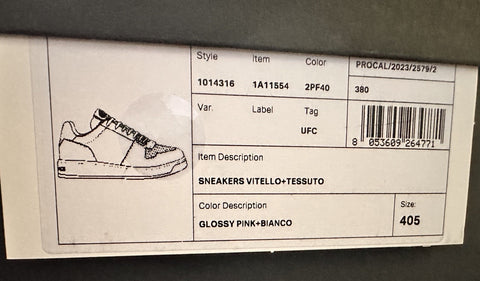 Style Item Color
1014316 1A11554 2PF40
PROCAL/2023/2579/2
380
Var. Label Tag
UFC
8 053609 264771
Item Description
SNEAKERS VITELLO+TESSUTO
Color Description
GLOSSY PINK+BIANCO
Size:
405